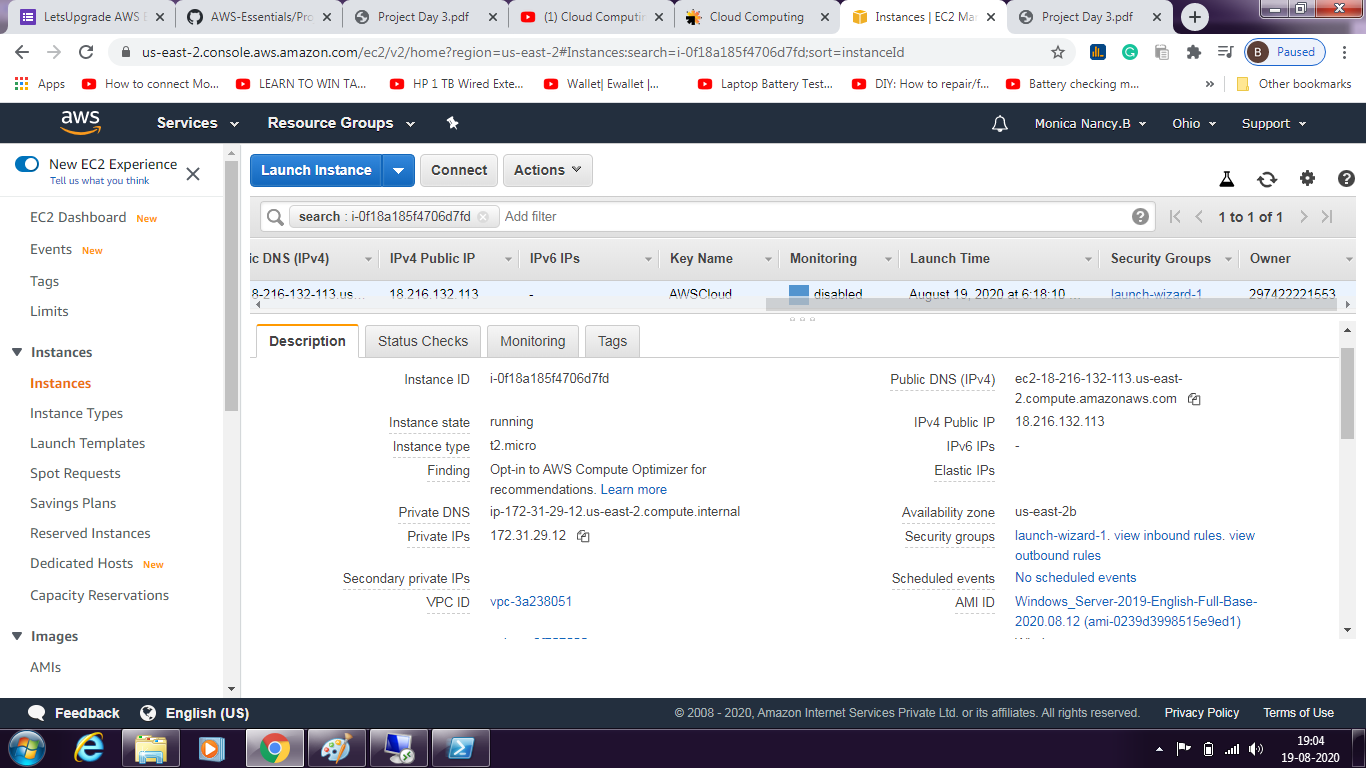 LetsUpgrade AWS E
AWS-Essentials/Pro
Project Day 3.pdf
(1) Cloud Computin
Cloud Computing
Instances | EC2 Ma
Project Day 3.pdf
us-east-2.console.aws.amazon.com/ec2/v2/home?region=us-east-2#Instances:search=i-0f18a185f4706d7fd;sort=instanceId
B Paused
Apps
How to connect Mo...
LEARN TO WIN TA...
HP 1 TB Wired Exte...
Wallet| Ewallet |...
Laptop Battery Test...
DIY: How to repair/f...
Battery checking m...
»
Other bookmarks
aws
Services
Resource Groups
Monica Nancy.B
Ohio
Support
New EC2 Experience
Tell us what you think
EC2 Dashboard New
Events New
Tags
Limits
Instances
Instances
Instance Types
Launch Templates
Spot Requests
Savings Plans
Reserved Instances
Dedicated Hosts New
Capacity Reservations
Images
AMIs
Launch Instance
Connect
Actions
search : i-0f18a185f4706d7fd
Add filter
1 to 1 of 1
ic DNS (IPv4)
IPv4 Public IP
IPv6 IPs
Key Name
Monitoring
Launch Time
Security Groups
Owner
8-216-132-113.us...
18.216.132.113
-
AWSCloud
disabled
August 19, 2020 at 6:18:10 ...
launch-wizard-1
297422221553
Description
Status Checks
Monitoring
Tags
Instance ID i-0f18a185f4706d7fd
Instance state running
Instance type t2.micro
Finding Opt-in to AWS Compute Optimizer for
recommendations. Learn more
Private DNS ip-172-31-29-12.us-east-2.compute.internal
Private IPs 172.31.29.12
Secondary private IPs
VPC ID vpc-3a238051
Public DNS (IPv4) ec2-18-216-132-113.us-east-
2.compute.amazonaws.com
IPv4 Public IP 18.216.132.113
IPv6 IPs -
Elastic IPs
Availability zone us-east-2b
Security groups launch-wizard-1. view inbound rules. view
outbound rules
Scheduled events No scheduled events
AMI ID Windows_Server-2019-English-Full-Base-
2020.08.12 (ami-0239d3998515e9ed1)
Feedback
English (US)
© 2008 - 2020, Amazon Internet Services Private Ltd. or its affiliates. All rights reserved.
Privacy Policy
Terms of Use
19:04
19-08-2020